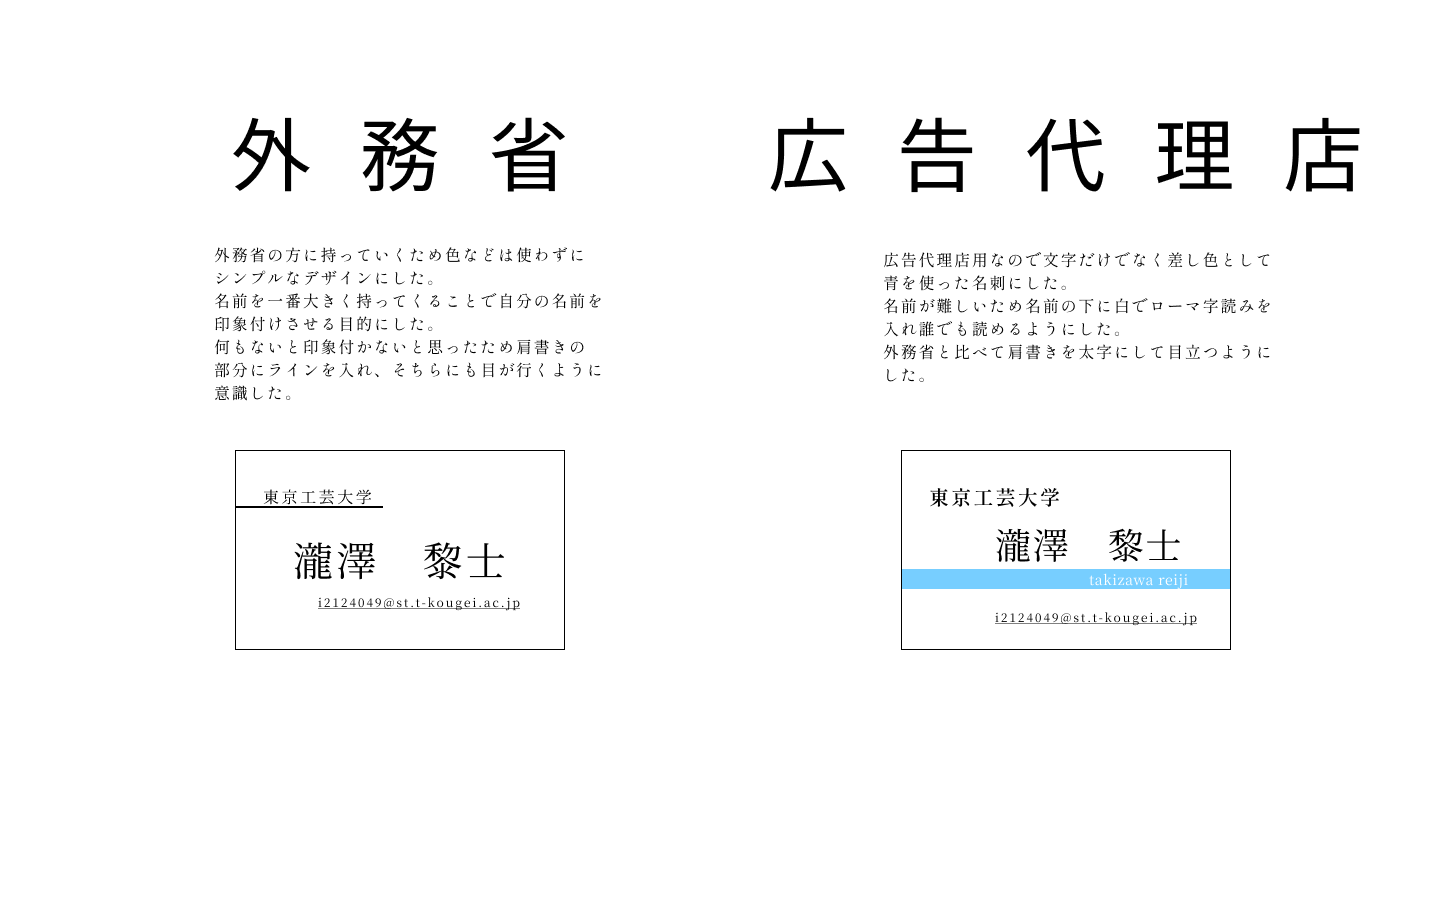 外務省
外務省の方に持っていくため色などは使わずに
シンプルなデザインにした。
名前を一番大きく持ってくることで自分の名前を
印象付けさせる目的にした。
何もないと印象付かないと思ったため肩書きの
部分にラインを入れ、そちらにも目が行くように
意識した。
東京工芸大学
瀧澤　黎士
i2124049@st.t-kougei.ac.jp
広告代理店
広告代理店用なので文字だけでなく差し色として
青を使った名刺にした。
名前が難しいため名前の下に白でローマ字読みを
入れ誰でも読めるようにした。
外務省と比べて肩書きを太字にして目立つように
した。
東京工芸大学
瀧澤　黎士
takizawa reiji
i2124049@st.t-kougei.ac.jp